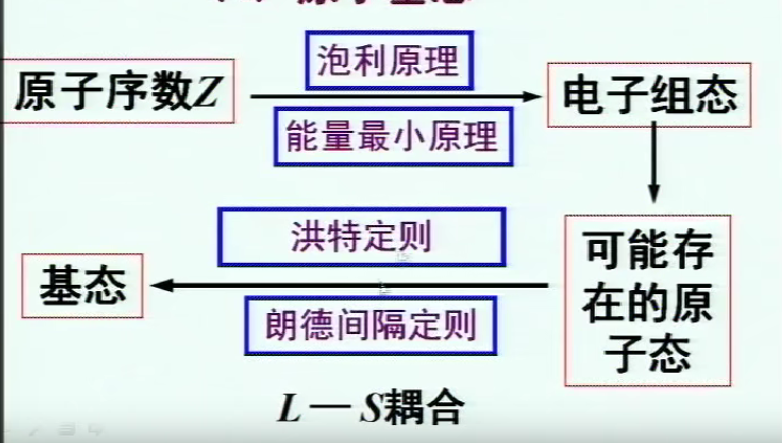 泡利原理
原子序数Z
电子组态
能量最小原理
洪特定则
可能存
在的原
子态
基态
朗德间隔定则
L — S耦合